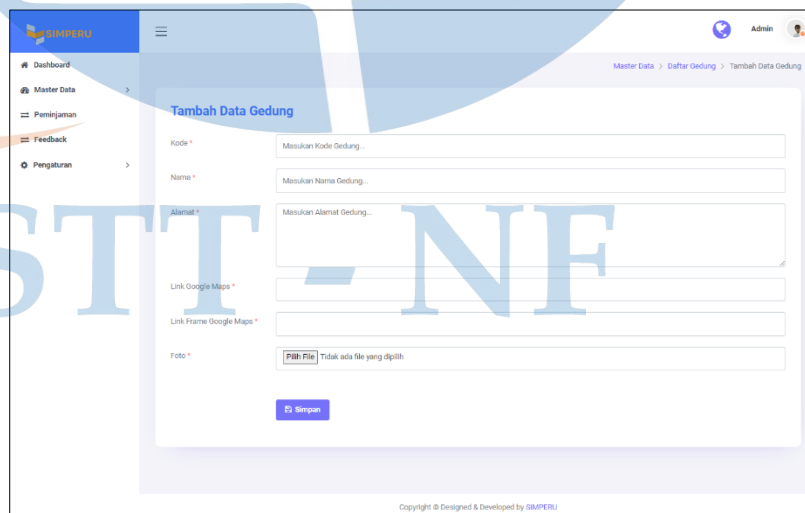 SIMPERU
Admin
Dashboard
Master Data >
Peminjaman
Feedback
Pengaturan >
Master Data > Daftar Gedung > Tambah Data Gedung
Tambah Data Gedung
Kode *
Masukan Kode Gedung...
Nama *
Masukan Nama Gedung...
Alamat *
Masukan Alamat Gedung...
Link Google Maps *
Link Frame Google Maps *
Foto *
Pilih File Tidak ada file yang dipilih
Simpan
STT - NF
Copyright © Designed & Developed by SIMPERU